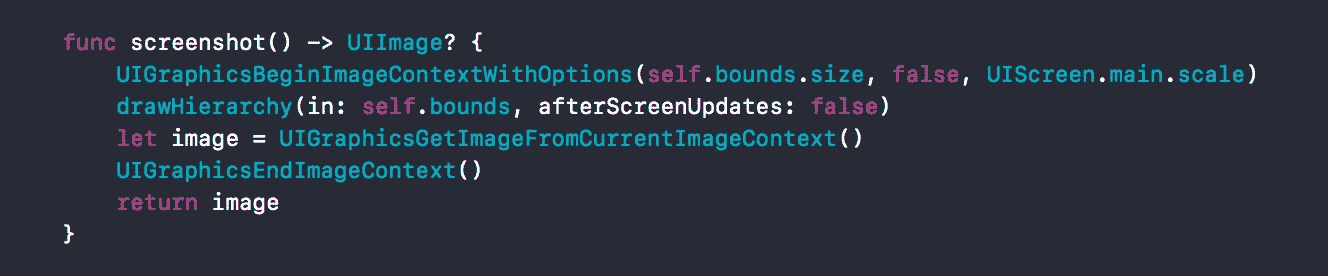 func screenshot() -> UIImage? {
    UIGraphicsBeginImageContextWithOptions(self.bounds.size, false, UIScreen.main.scale)
    drawHierarchy(in: self.bounds, afterScreenUpdates: false)
    let image = UIGraphicsGetImageFromCurrentImageContext()
    UIGraphicsEndImageContext()
    return image
}